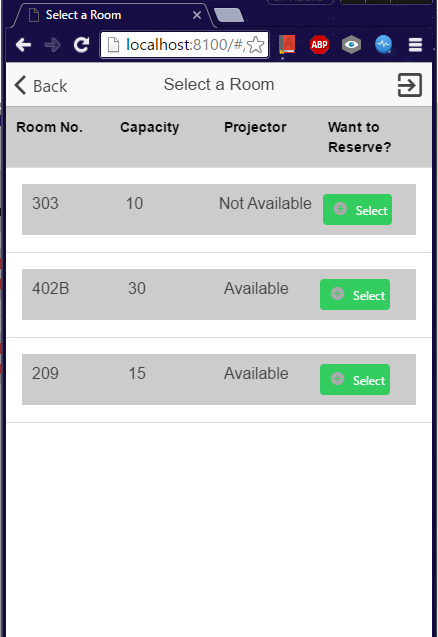 Select a Room
localhost:8100/#/
ABP
Back
Select a Room
Room No. Capacity Projector Want to
Reserve?
303 10 Not Available Select
402B 30 Available Select
209 15 Available Select